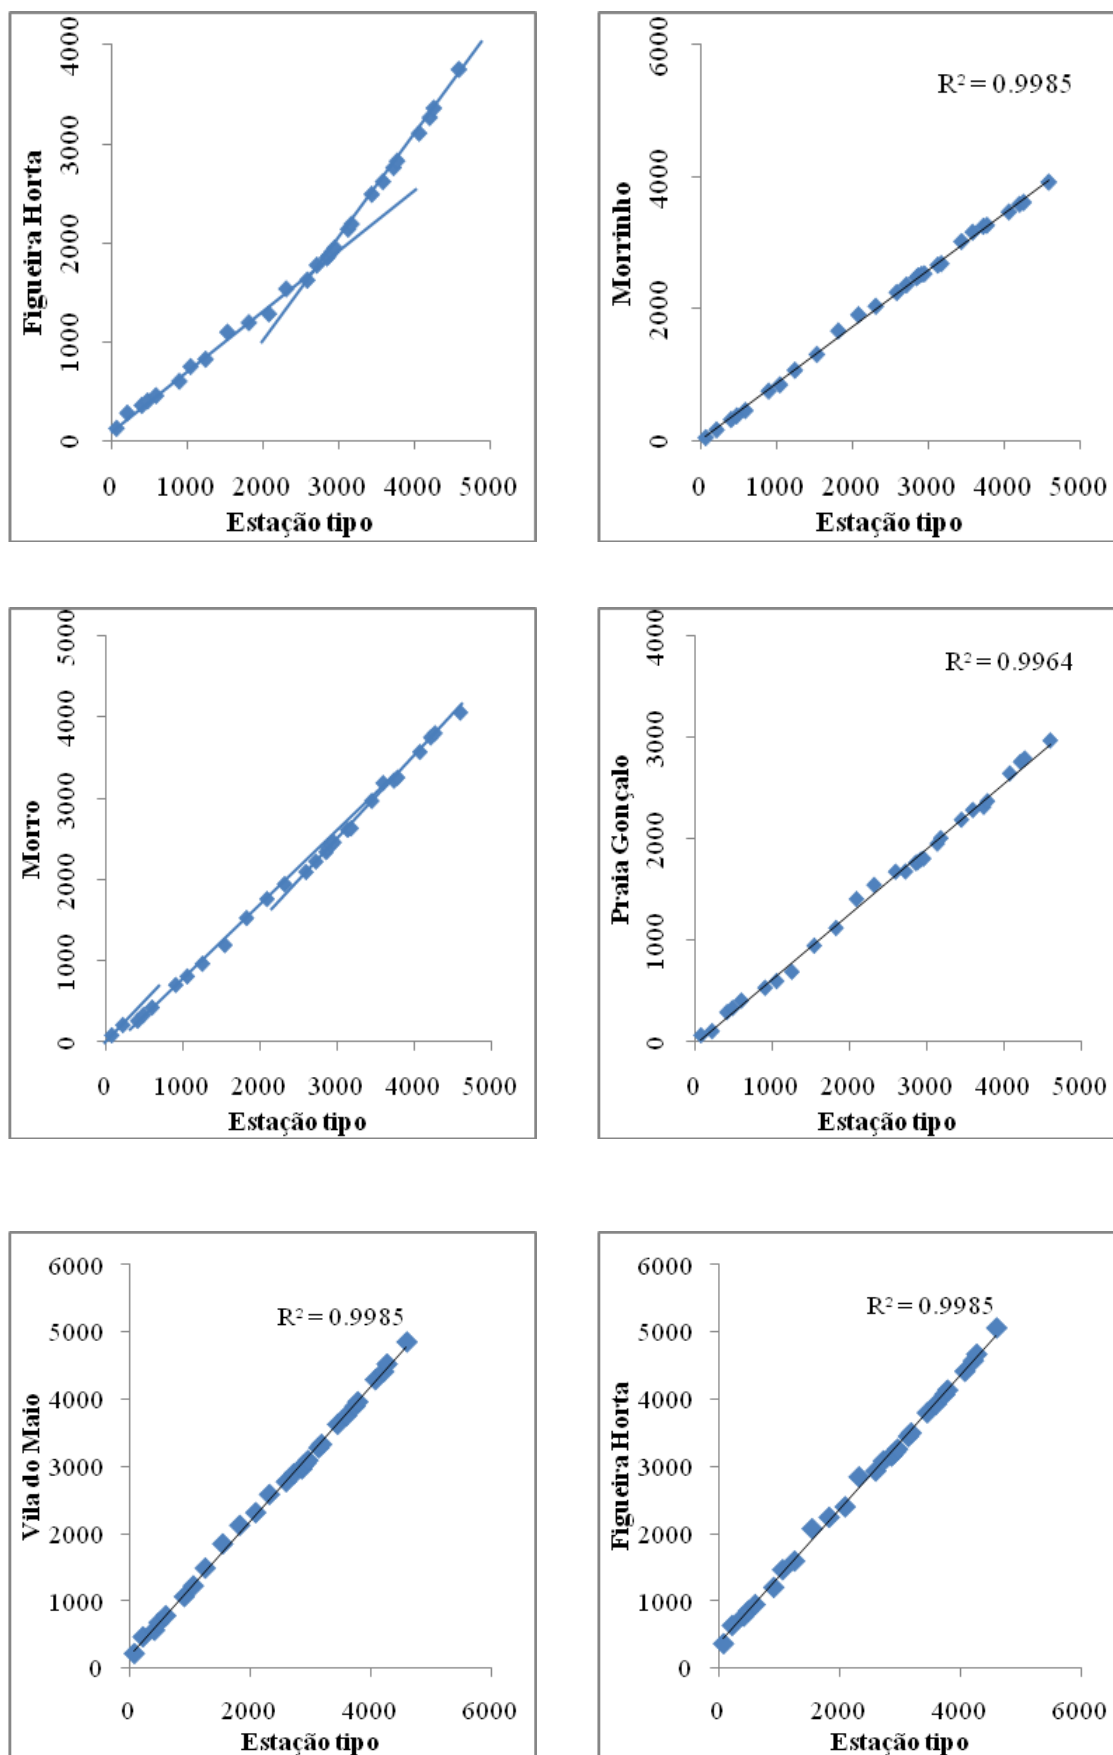 Figueira Horta
4000
3000
2000
1000
0
0 1000 2000 3000 4000 5000
Estação tipo
Morrinho
6000
4000
2000
0
R² = 0.9985
0 1000 2000 3000 4000 5000
Estação tipo
Morro
5000
4000
3000
2000
1000
0
0 1000 2000 3000 4000 5000
Estação tipo
Praia Gonçalo
4000
3000
2000
1000
0
R² = 0.9964
0 1000 2000 3000 4000 5000
Estação tipo
Vila do Maio
6000
5000
4000
3000
2000
1000
0
R² = 0.9985
0 2000 4000 6000
Estação tipo
Figueira Horta
6000
5000
4000
3000
2000
1000
0
R² = 0.9985
0 2000 4000 6000
Estação tipo